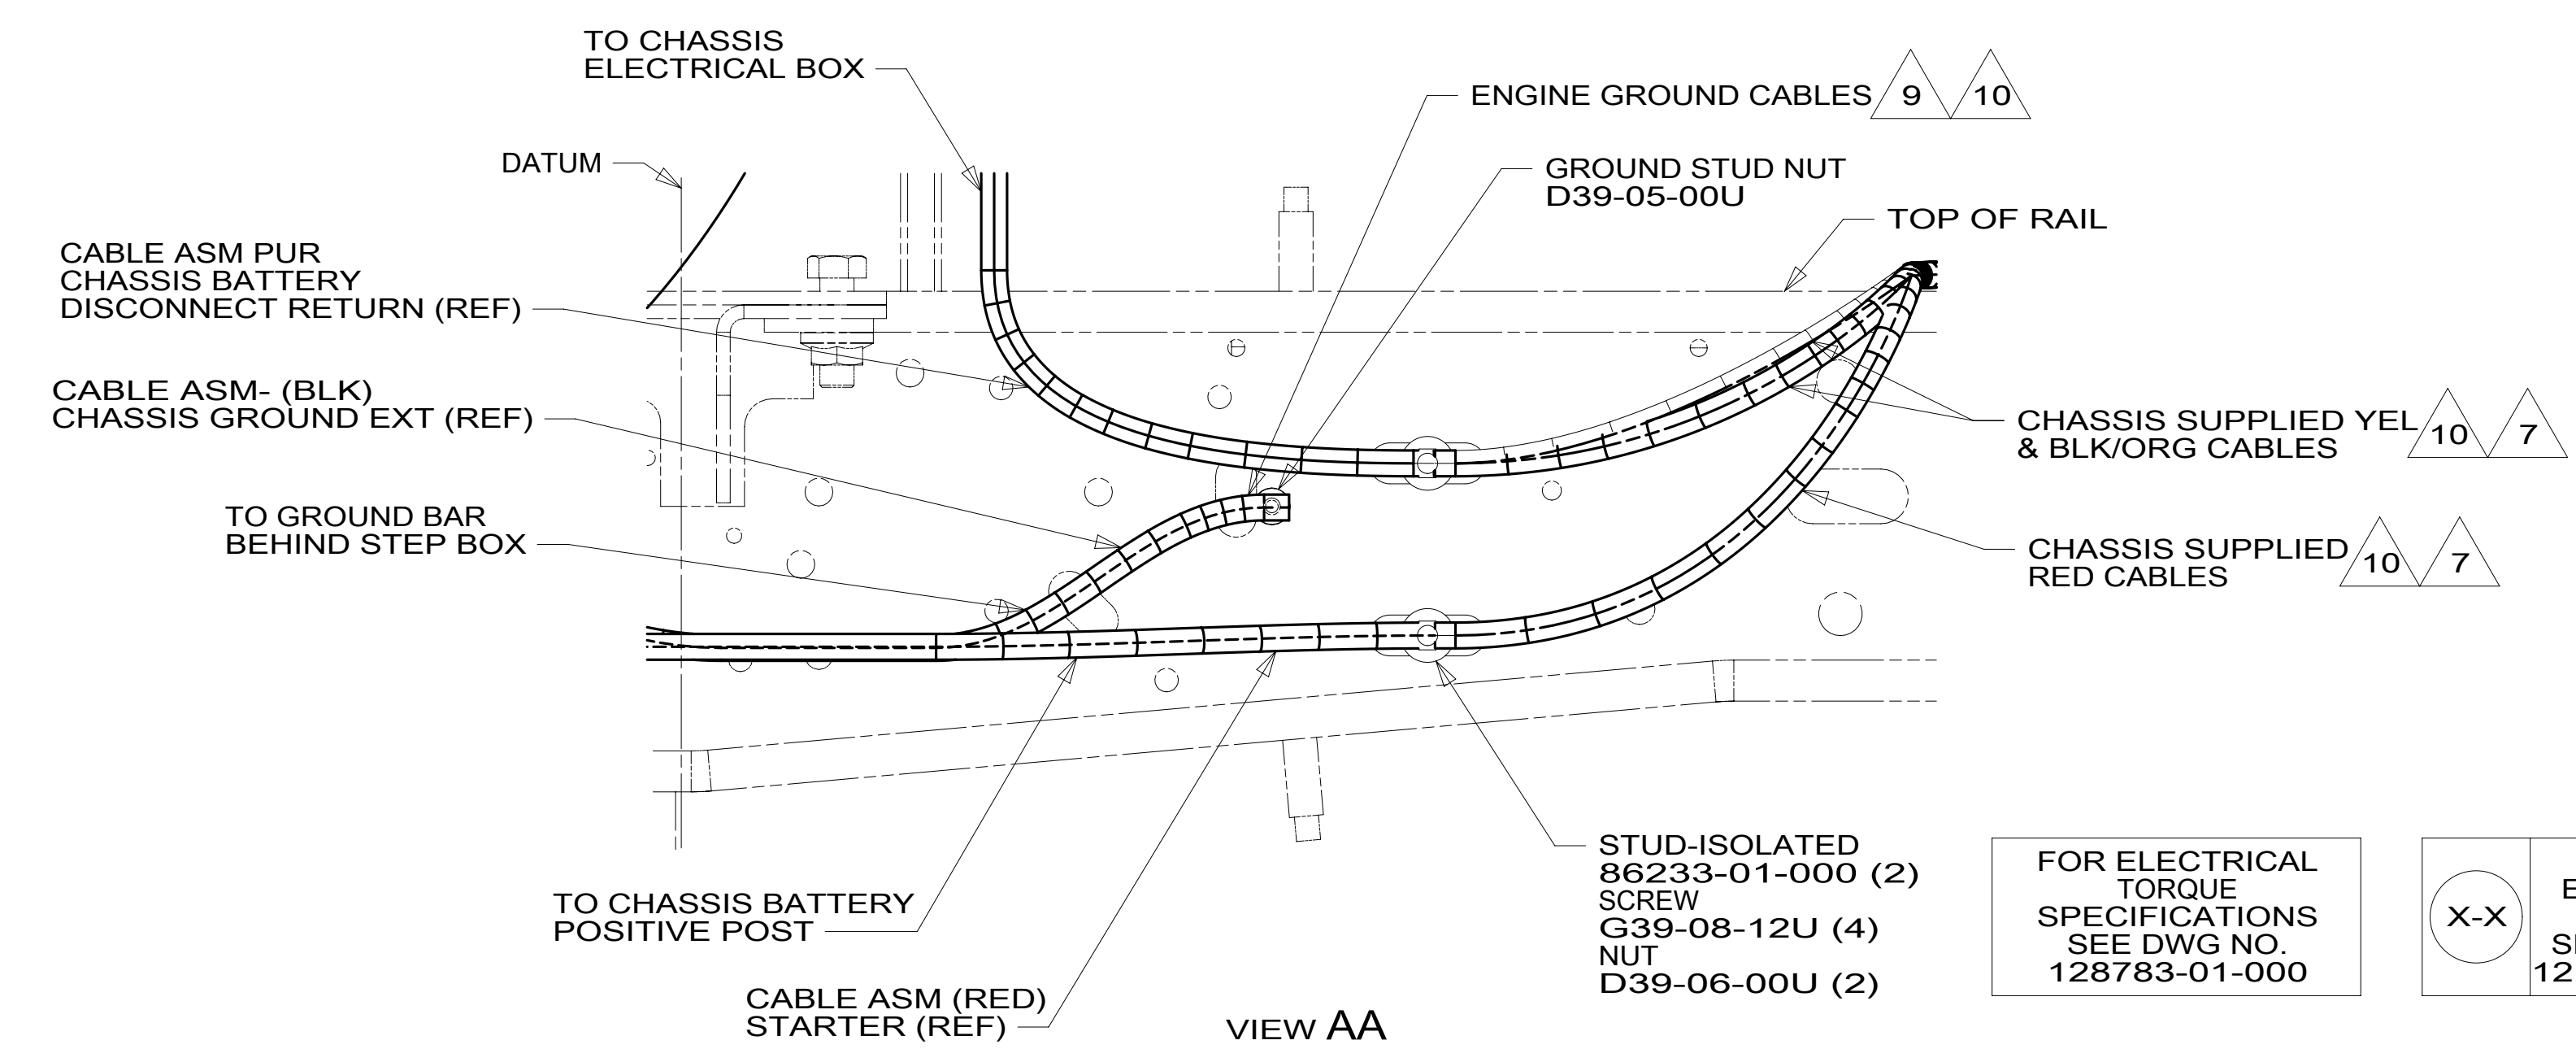 TO CHASSIS
ELECTRICAL BOX
ENGINE GROUND CABLES 9 10
DATUM
GROUND STUD NUT
D39-05-00U
TOP OF RAIL
CABLE ASM PUR
CHASSIS BATTERY
DISCONNECT RETURN (REF)
CABLE ASM- (BLK)
CHASSIS GROUND EXT (REF)
CHASSIS SUPPLIED YEL
& BLK/ORG CABLES
10 7
TO GROUND BAR
BEHIND STEP BOX
CHASSIS SUPPLIED
RED CABLES
10 7
STUD-ISOLATED
86233-01-000 (2)
SCREW
G39-08-12U (4)
NUT
D39-06-00U (2)
FOR ELECTRICAL
TORQUE
SPECIFICATIONS
SEE DWG NO.
128783-01-000
X-X
TO CHASSIS BATTERY
POSITIVE POST
CABLE ASM (RED)
STARTER (REF)
VIEW AA